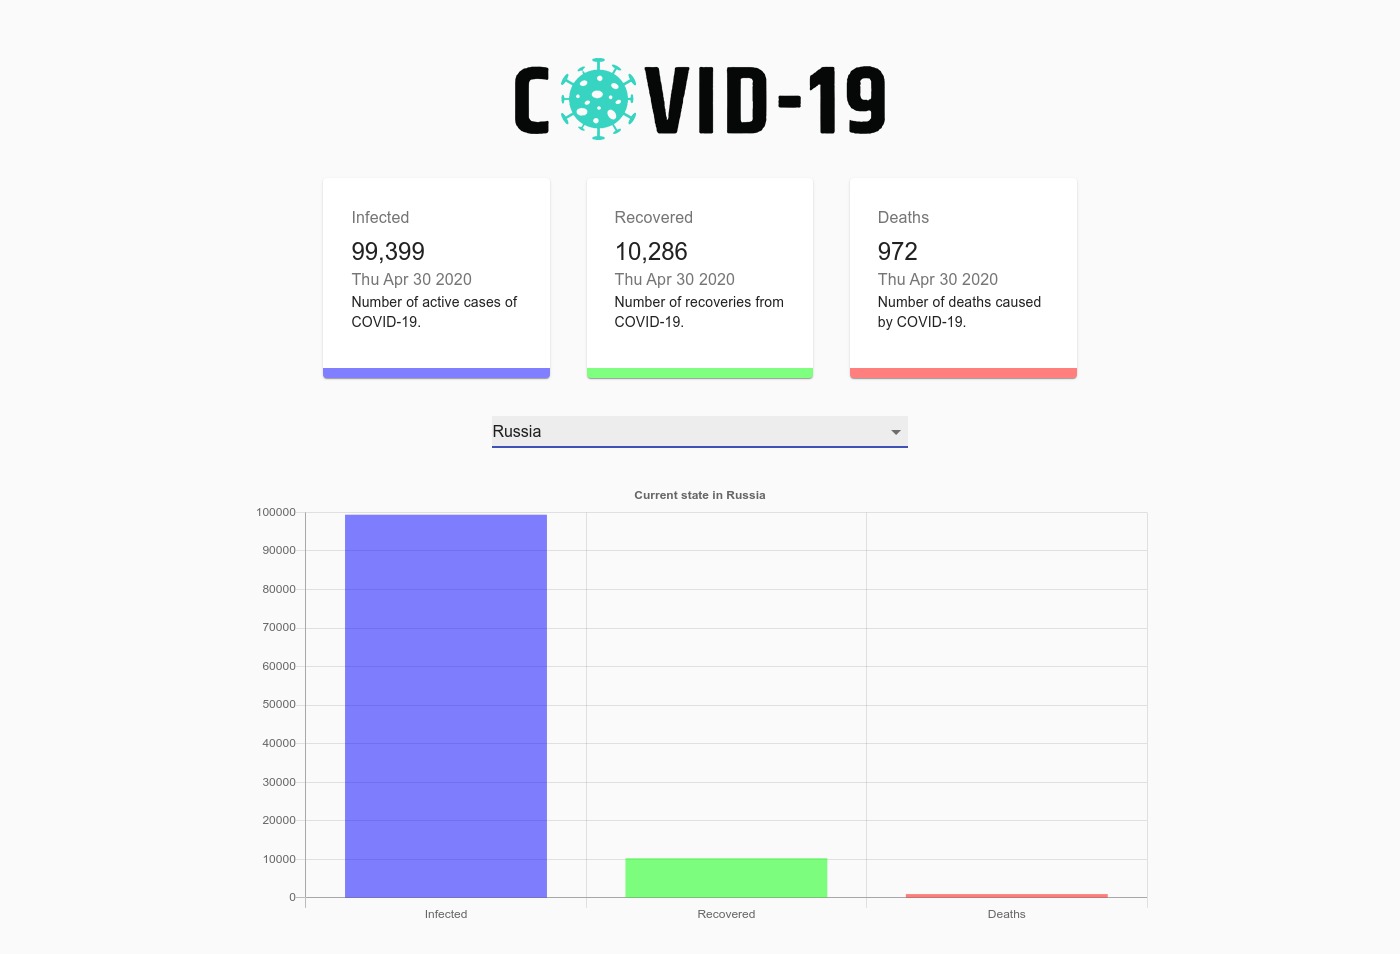 COVID-19
Infected
99,399
Thu Apr 30 2020
Number of active cases of
COVID-19.
Recovered
10,286
Thu Apr 30 2020
Number of recoveries from
COVID-19.
Deaths
972
Thu Apr 30 2020
Number of deaths caused
by COVID-19.
Russia
Current state in Russia
100000
90000
80000
70000
60000
50000
40000
30000
20000
10000
0
Infected
Recovered
Deaths